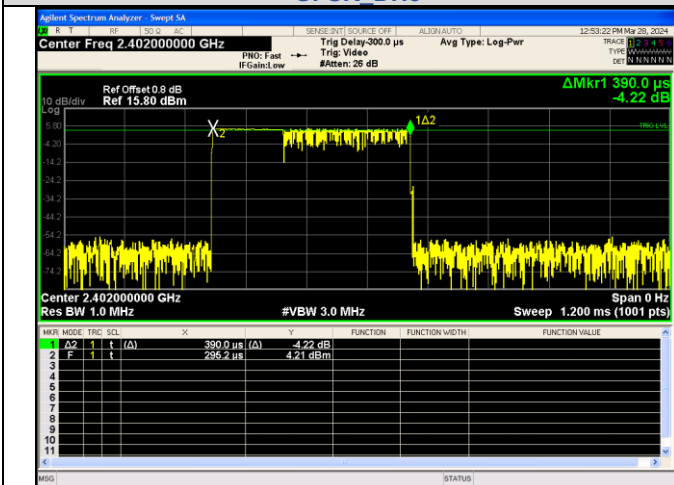 Agilent Spectrum Analyzer - Swept SA
R T RF 50 Ω AC SENSE:INT SOURCE OFF ALIGN AUTO 12:53:22 PM Mar 28, 2024
Center Freq 2.402000000 GHz Trig Delay-300.0 µs Avg Type: Log-Pwr TRACE 1 2 3 4 5 6
PNO: Fast Trig: Video TYPE
IFGain:Low #Atten: 26 dB DET N N N N N N
ΔMkr1 390.0 µs
Ref Offset 0.8 dB
10 dB/div Ref 15.80 dBm -4.22 dB
Log
5.80
-4.20
-14.2
-24.2
-34.2
-44.2
-54.2
-64.2
-74.2
X2
1Δ2
TRIG LVL
Center 2.402000000 GHz Span 0 Hz
Res BW 1.0 MHz #VBW 3.0 MHz Sweep 1.200 ms (1001 pts)
MKR MODE TRC SCL X Y FUNCTION FUNCTION WIDTH FUNCTION VALUE
1 Δ2 1 t (Δ) 390.0 µs (Δ) -4.22 dB
2 F 1 t 295.2 µs 4.21 dBm
3
4
5
6
7
8
9
10
11
MSG STATUS